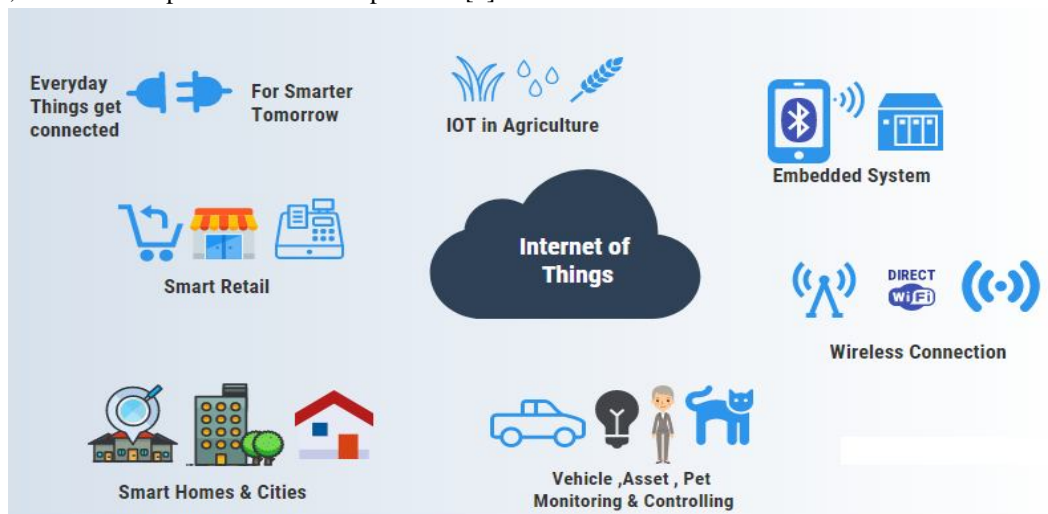 Everyday
Things get
connected
For Smarter
Tomorrow
IOT in Agriculture
Embedded System
Internet of
Things
Smart Retail
DIRECT
WiFi
Wireless Connection
Smart Homes & Cities
Vehicle ,Asset , Pet
Monitoring & Controlling